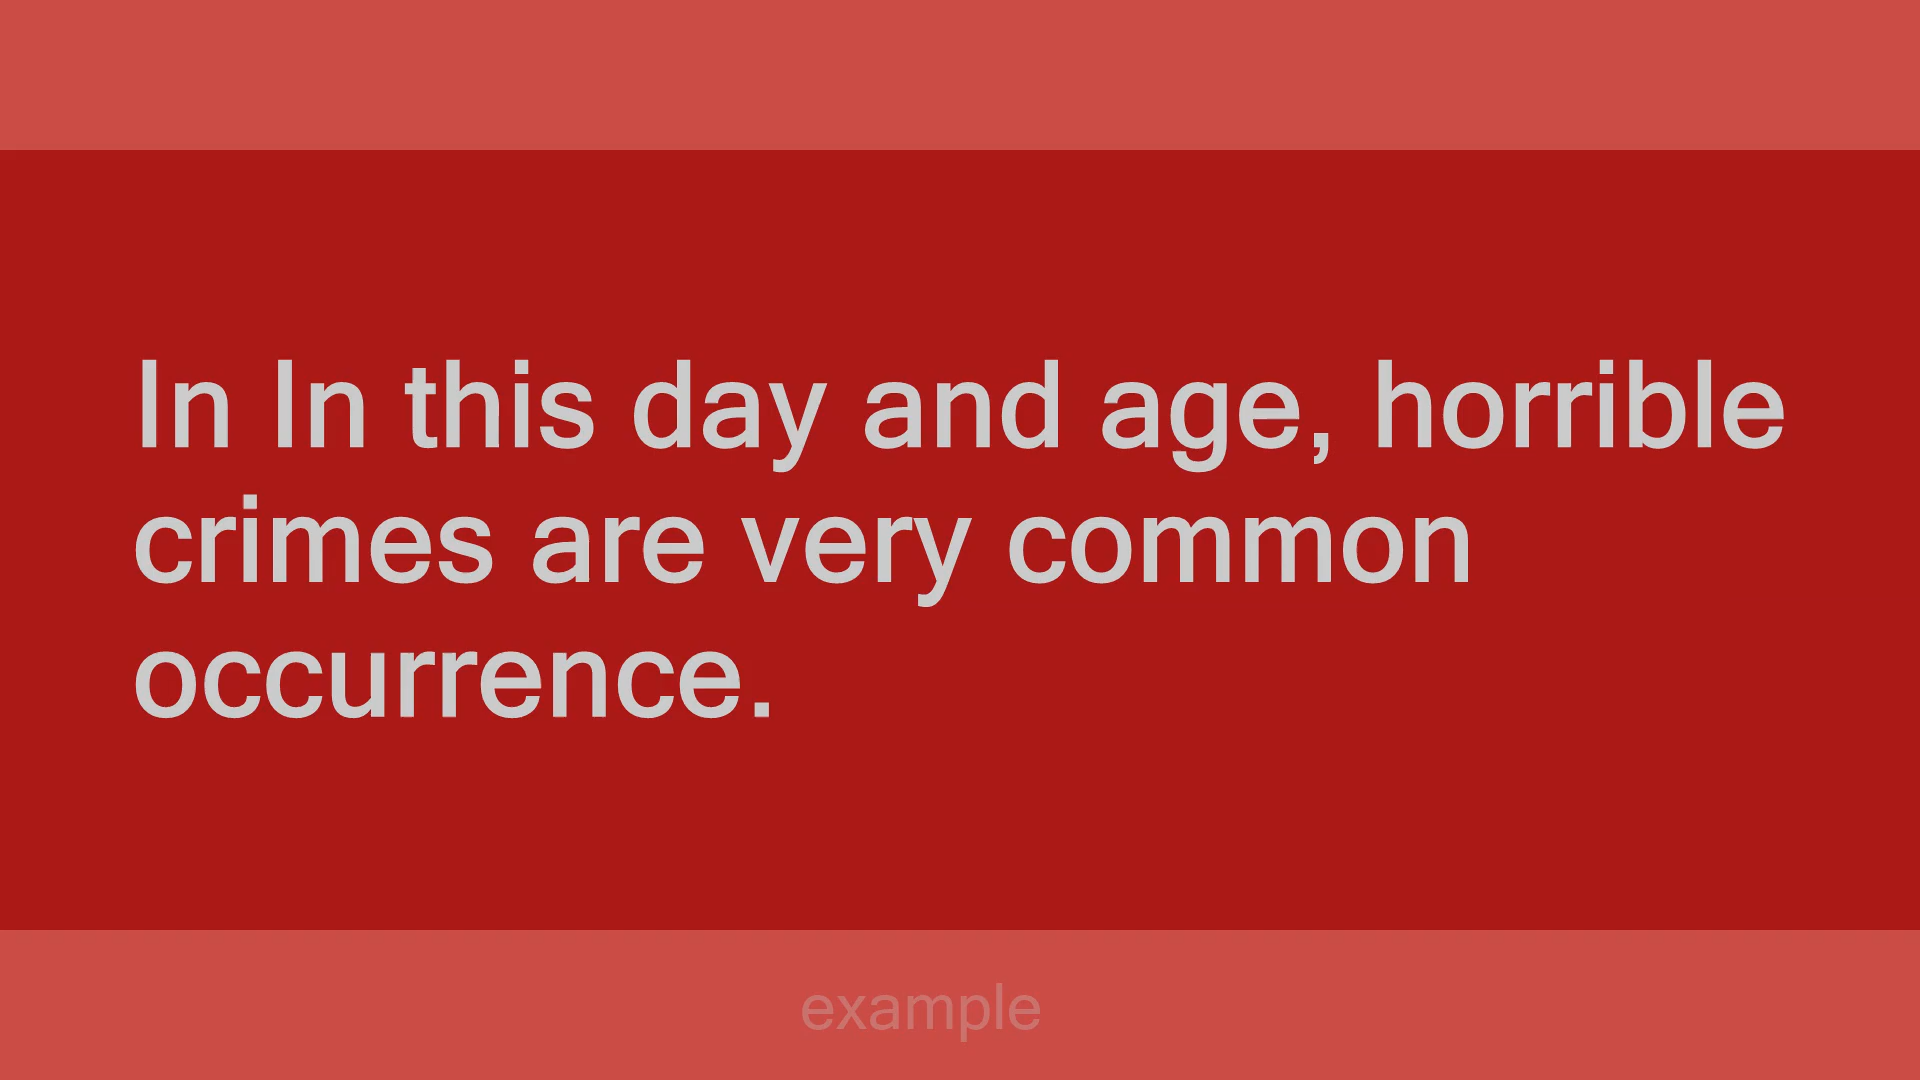 In In this day and age, horrible
crimes are very common
occurrence.
example